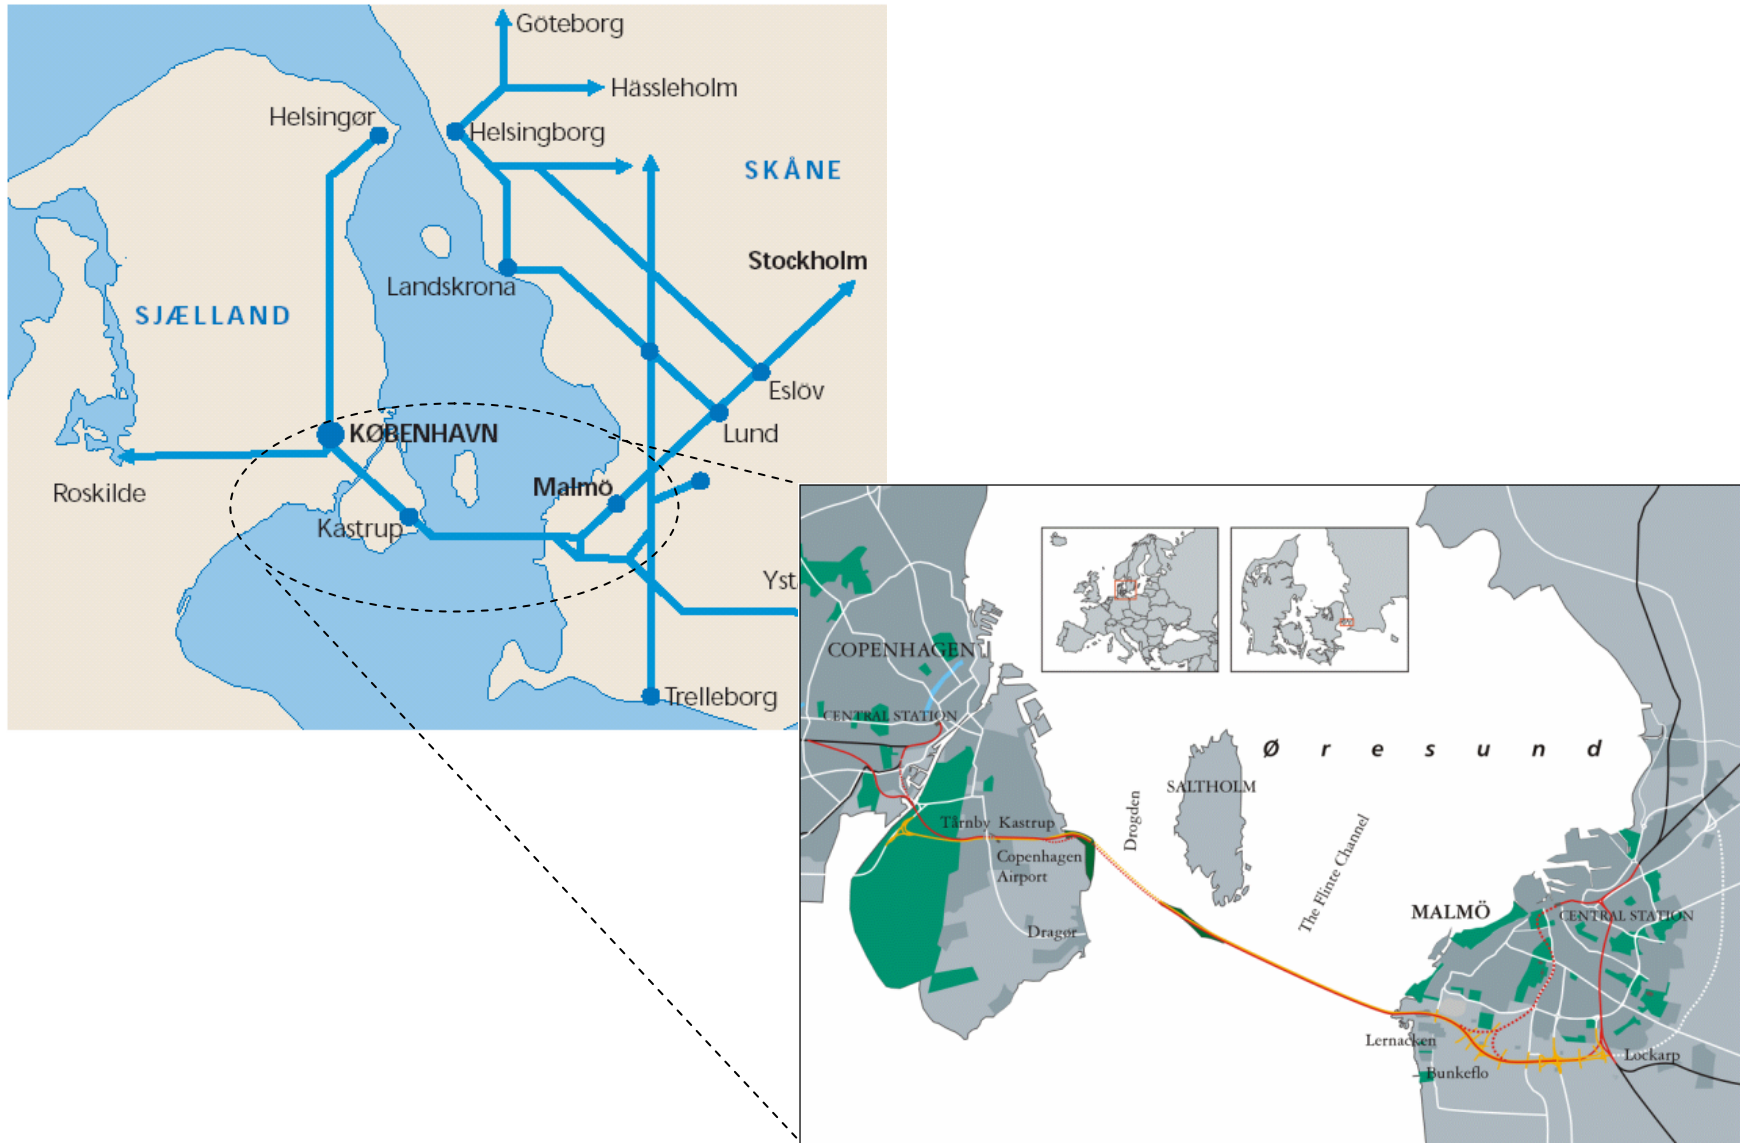 Göteborg
Hässleholm
Helsingør
Helsingborg
SKÅNE
Stockholm
Landskrona
SJÆLLAND
Eslöv
KØBENHAVN
Lund
Roskilde
Malmö
Kastrup
Yst
Trelleborg
COPENHAGEN
CENTRAL STATION
Øresund
SALTHOLM
Drogden
Tårnby Kastrup
Copenhagen
Airport
The Flinte Channel
Dragør
MALMÖ
CENTRAL STATION
Lernacken
Bunkeflo
Lockarp